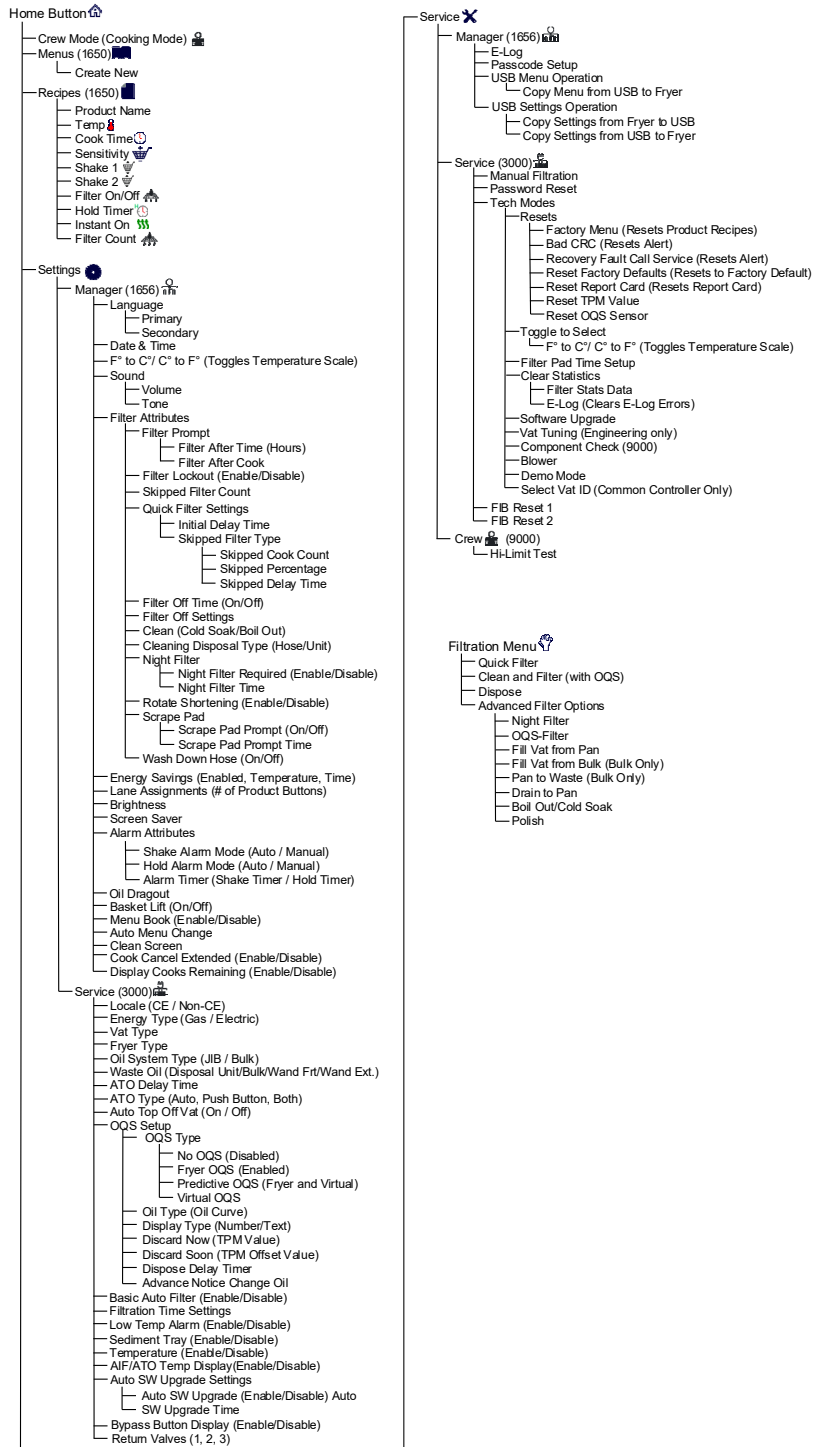 Home Button
Crew Mode (Cooking Mode)
Menus (1650)
Create New
Recipes (1650)
Product Name
Temp
Cook Time
Sensitivity
Shake 1
Shake 2
Filter On/Off
Hold Timer
Instant On
Filter Count
Settings
Manager (1656)
Language
Primary
Secondary
Date & Time
F° to C°/ C° to F° (Toggles Temperature Scale)
Sound
Volume
Tone
Filter Attributes
Filter Prompt
Filter After Time (Hours)
Filter After Cook
Filter Lockout (Enable/Disable)
Skipped Filter Count
Quick Filter Settings
Initial Delay Time
Skipped Filter Type
Skipped Cook Count
Skipped Percentage
Skipped Delay Time
Filter Off Time (On/Off)
Filter Off Settings
Clean (Cold Soak/Boil Out)
Cleaning Disposal Type (Hose/Unit)
Night Filter
Night Filter Required (Enable/Disable)
Night Filter Time
Rotate Shortening (Enable/Disable)
Scrape Pad
Scrape Pad Prompt (On/Off)
Scrape Pad Prompt Time
Wash Down Hose (On/Off)
Energy Savings (Enabled, Temperature, Time)
Lane Assignments (# of Product Buttons)
Brightness
Screen Saver
Alarm Attributes
Shake Alarm Mode (Auto / Manual)
Hold Alarm Mode (Auto / Manual)
Alarm Timer (Shake Timer / Hold Timer)
Oil Dragout
Basket Lift (On/Off)
Menu Book (Enable/Disable)
Auto Menu Change
Clean Screen
Cook Cancel Extended (Enable/Disable)
Display Cooks Remaining (Enable/Disable)
Service (3000)
Locale (CE / Non-CE)
Energy Type (Gas / Electric)
Vat Type
Fryer Type
Oil System Type (JIB / Bulk)
Waste Oil (Disposal Unit/Bulk/Wand Frt/Wand Ext.)
ATO Delay Time
ATO Type (Auto, Push Button, Both)
Auto Top Off Vat (On / Off)
OQS Setup
OQS Type
No OQS (Disabled)
Fryer OQS (Enabled)
Predictive OQS (Fryer and Virtual)
Virtual OQS
Oil Type (Oil Curve)
Display Type (Number/Text)
Discard Now (TPM Value)
Discard Soon (TPM Offset Value)
Dispose Delay Timer
Advance Notice Change Oil
Basic Auto Filter (Enable/Disable)
Filtration Time Settings
Low Temp Alarm (Enable/Disable)
Sediment Tray (Enable/Disable)
Temperature (Enable/Disable)
AIF/ATO Temp Display(Enable/Disable)
Auto SW Upgrade Settings
Auto SW Upgrade (Enable/Disable) Auto
SW Upgrade Time
Bypass Button Display (Enable/Disable)
Return Valves (1, 2, 3)
Service
Manager (1656)
E-Log
Passcode Setup
USB Menu Operation
Copy Menu from USB to Fryer
USB Settings Operation
Copy Settings from Fryer to USB
Copy Settings from USB to Fryer
Service (3000)
Manual Filtration
Password Reset
Tech Modes
Resets
Factory Menu (Resets Product Recipes)
Bad CRC (Resets Alert)
Recovery Fault Call Service (Resets Alert)
Reset Factory Defaults (Resets to Factory Default)
Reset Report Card (Resets Report Card)
Reset TPM Value
Reset OQS Sensor
Toggle to Select
F° to C°/ C° to F° (Toggles Temperature Scale)
Filter Pad Time Setup
Clear Statistics
Filter Stats Data
E-Log (Clears E-Log Errors)
Software Upgrade
Vat Tuning (Engineering only)
Component Check (9000)
Blower
Demo Mode
Select Vat ID (Common Controller Only)
FIB Reset 1
FIB Reset 2
Crew (9000)
Hi-Limit Test
Filtration Menu
Quick Filter
Clean and Filter (with OQS)
Dispose
Advanced Filter Options
Night Filter
OQS-Filter
Fill Vat from Pan
Fill Vat from Bulk (Bulk Only)
Pan to Waste (Bulk Only)
Drain to Pan
Boil Out/Cold Soak
Polish